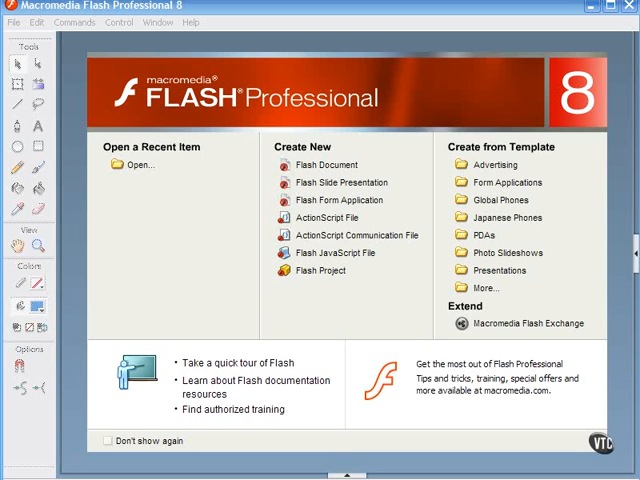 Macromedia Flash Professional 8
File Edit Commands Control Window Help
Tools
View
Colors
Options
macromedia®
FLASH® Professional
8
Open a Recent Item
Open...
Create New
Flash Document
Flash Slide Presentation
Flash Form Application
ActionScript File
ActionScript Communication File
Flash JavaScript File
Flash Project
Create from Template
Advertising
Form Applications
Global Phones
Japanese Phones
PDAs
Photo Slideshows
Presentations
More...
Extend
Macromedia Flash Exchange
• Take a quick tour of Flash
• Learn about Flash documentation
resources
• Find authorized training
Get the most out of Flash Professional
Tips and tricks, training, special offers and
more available at macromedia.com.
Don't show again
VTC